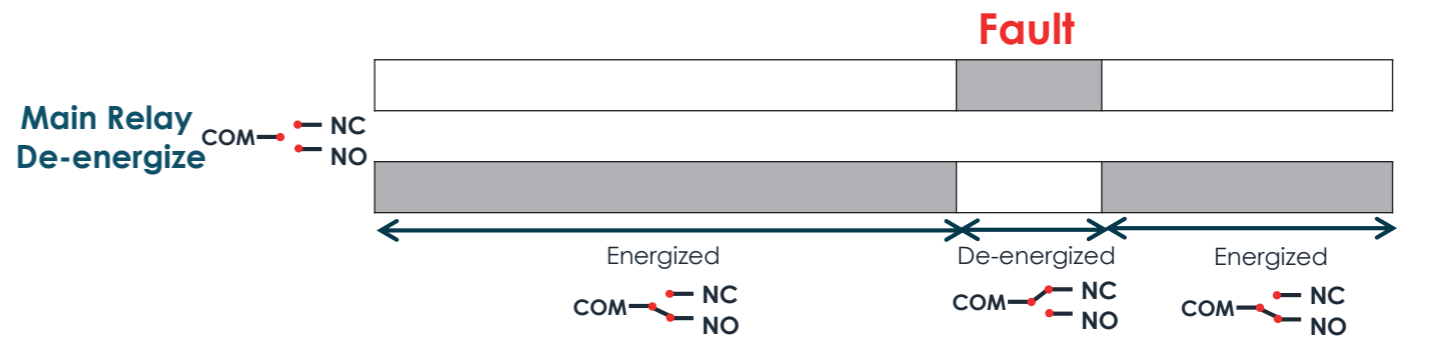 Fault
Main Relay
De-energize
COM
NC
NO
Energized
De-energized
Energized
COM
NC
NO
COM
NC
NO
COM
NC
NO